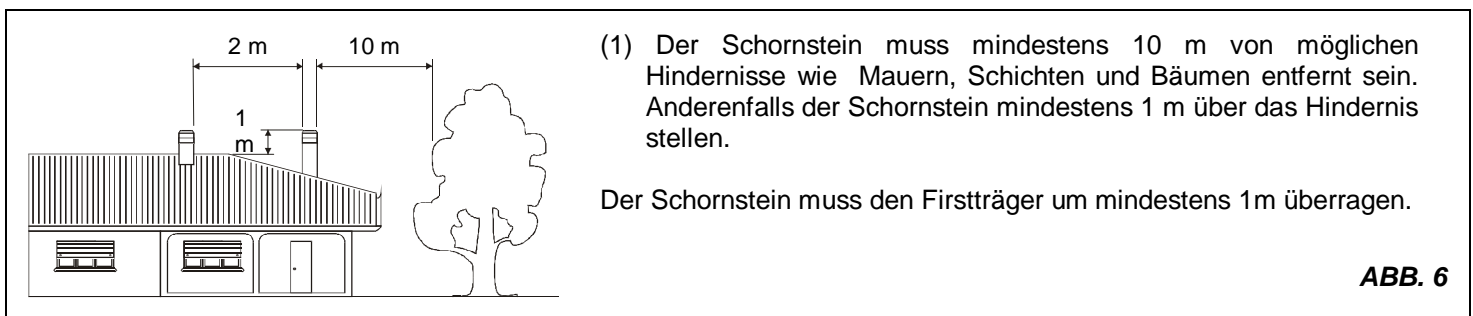 2 m 10 m
1
m
(1) Der Schornstein muss mindestens 10 m von möglichen
Hindernisse wie Mauern, Schichten und Bäumen entfernt sein.
Anderenfalls der Schornstein mindestens 1 m über das Hindernis
stellen.
Der Schornstein muss den Firstträger um mindestens 1m überragen.
ABB. 6